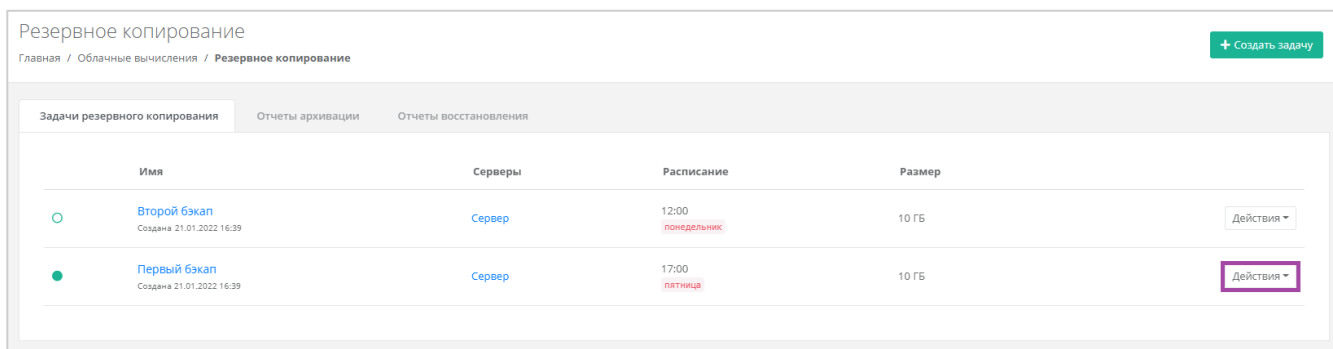 Резервное копирование
+ Создать задачу
Главная / Облачные вычисления / Резервное копирование
Задачи резервного копирования Отчеты архивации Отчеты восстановления
Имя Серверы Расписание Размер
Второй бэкап Сервер 12:00 10 ГБ Действия
Создана 21.01.2022 16:39 понедельник
Первый бэкап Сервер 17:00 10 ГБ Действия
Создана 21.01.2022 16:39 пятница